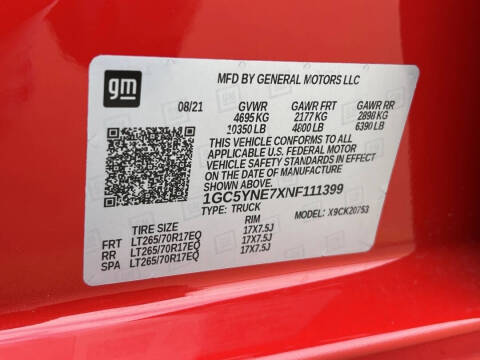 gm
MFD BY GENERAL MOTORS LLC
08/21 GVWR GAWR FRT GAWR RR
4695 KG 2177 KG 2898 KG
10350 LB 4800 LB 6390 LB
THIS VEHICLE CONFORMS TO ALL
APPLICABLE U.S. FEDERAL MOTOR
VEHICLE SAFETY STANDARDS IN EFFECT
ON THE DATE OF MANUFACTURE
SHOWN ABOVE.
1GC5YNE7XNF111399
TYPE: TRUCK MODEL: X9CK20753
TIRE SIZE RIM
FRT LT265/70R17EQ 17X7.5J
RR LT265/70R17EQ 17X7.5J
SPA LT265/70R17EQ 17X7.5J